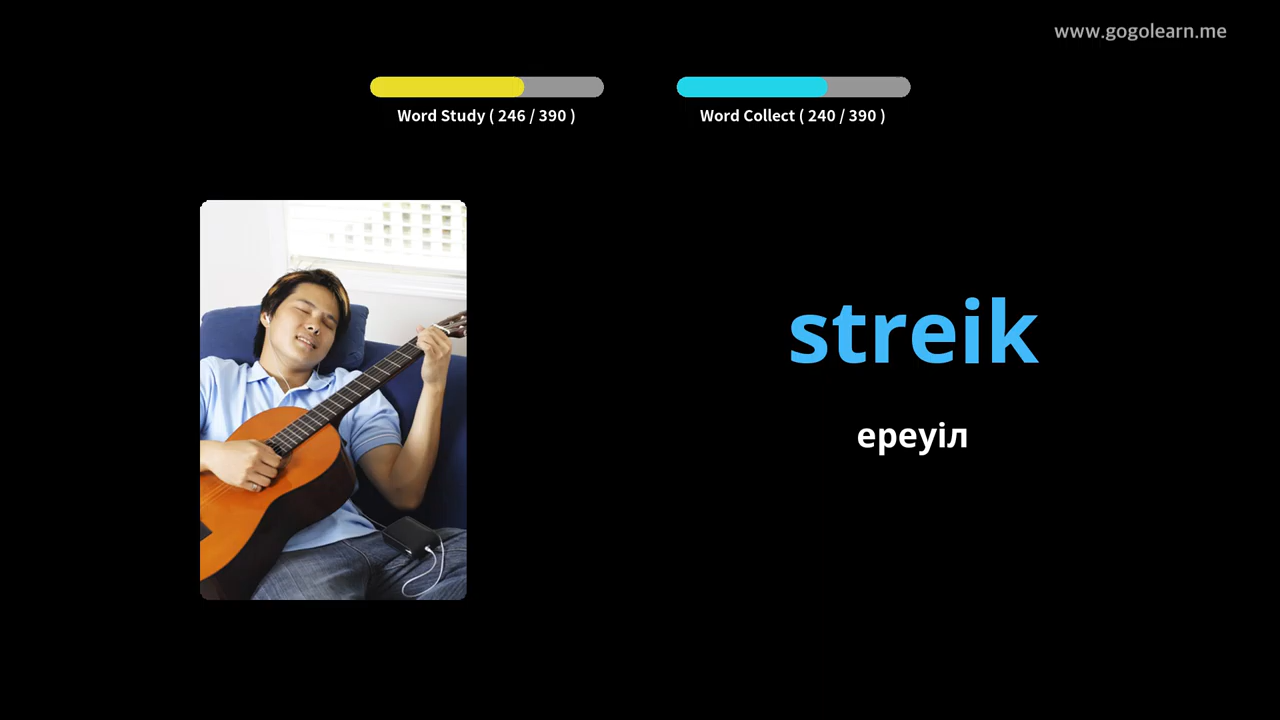 www.gogolearn.me
Word Study ( 246 / 390 )
Word Collect ( 240 / 390 )
streik
ереуіл